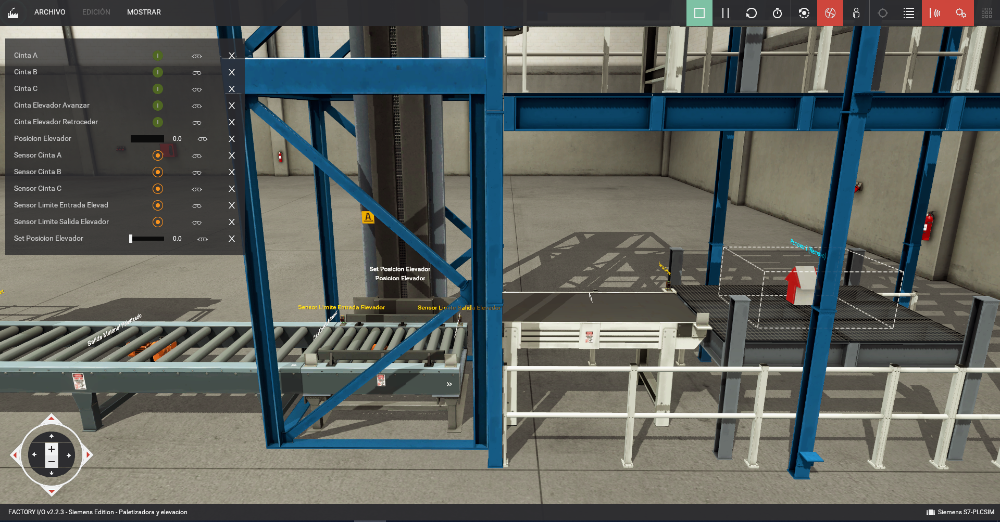 ARCHIVO EDICIÓN MOSTRAR
Cinta A X
Cinta B X
Cinta C X
Cinta Elevador Avanzar X
Cinta Elevador Retroceder X
Posicion Elevador 0.0 X
Sensor Cinta A X
Sensor Cinta B X
Sensor Cinta C X
Sensor Limite Entrada Elevad X
Sensor Limite Salida Elevador X
Set Posicion Elevador 0.0 X
A
Remover 1 (Remove)
Set Posicion Elevador
Posicion Elevador
Sensor Limite Entrada Elevador
Sensor Limite Salida Elevador
Salida Material Paletizado
FACTORY I/O v2.2.3 - Siemens Edition - Paletizadora y elevacion
Siemens S7-PLCSIM